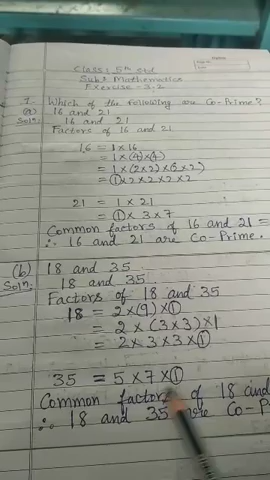 Class: 5th Std
Sub: Mathematics
Exercise-3.2
1. Which of the following are Co-Prime?
(a) 16 and 21
Soln: 16 and 21
Factors of 16 and 21
16 = 1×16
= 1×(4)×(4)
= 1×(2×2)×(2×2)
= ①×2×2×2×2
21 = 1×21
= ①×3×7
Common factors of 16 and 21 =
∴ 16 and 21 are Co-Prime.
(b) 18 and 35
Soln: 18 and 35
Factors of 18 and 35
18 = 2×(9)×①
= 2×(3×3)×1
= 2×3×3×①
35 = 5×7×①
Common factors of 18 and
∴ 18 and 35 are Co-P